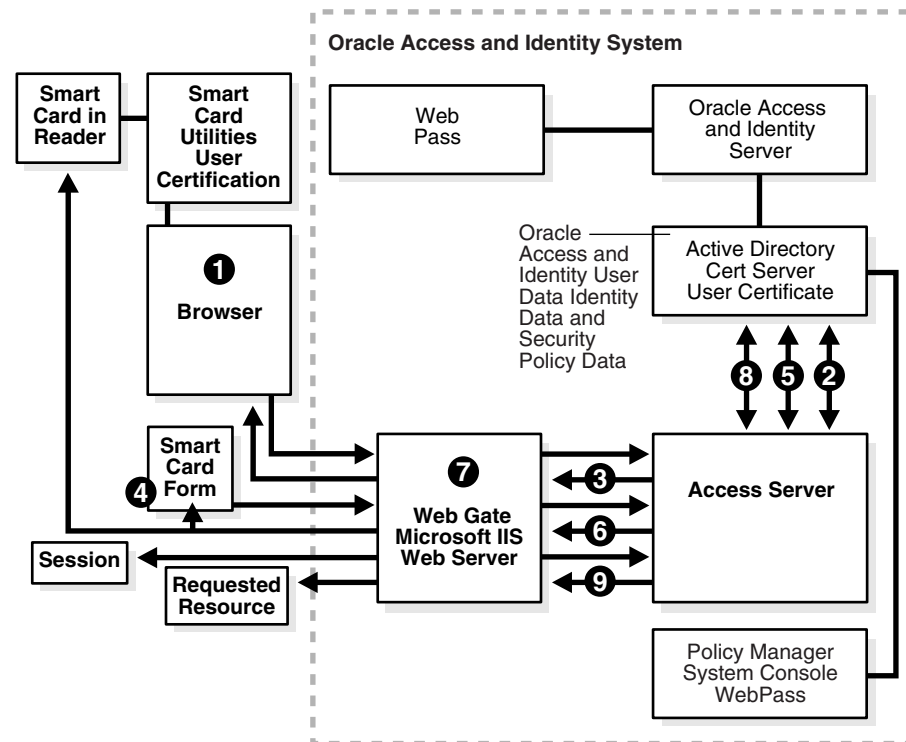 Oracle Access and Identity System
Smart
Card in
Reader
Smart
Card
Utilities
User
Certification
Web
Pass
Oracle Access
and Identity
Server
1
Browser
Oracle
Access and
Identity User
Data Identity
Data and
Security
Policy Data
Active Directory
Cert Server
User Certificate
8
5
2
Smart
Card
Form
4
7
Web Gate
Microsoft IIS
Web Server
3
6
9
Access Server
Session
Requested
Resource
Policy Manager
System Console
WebPass